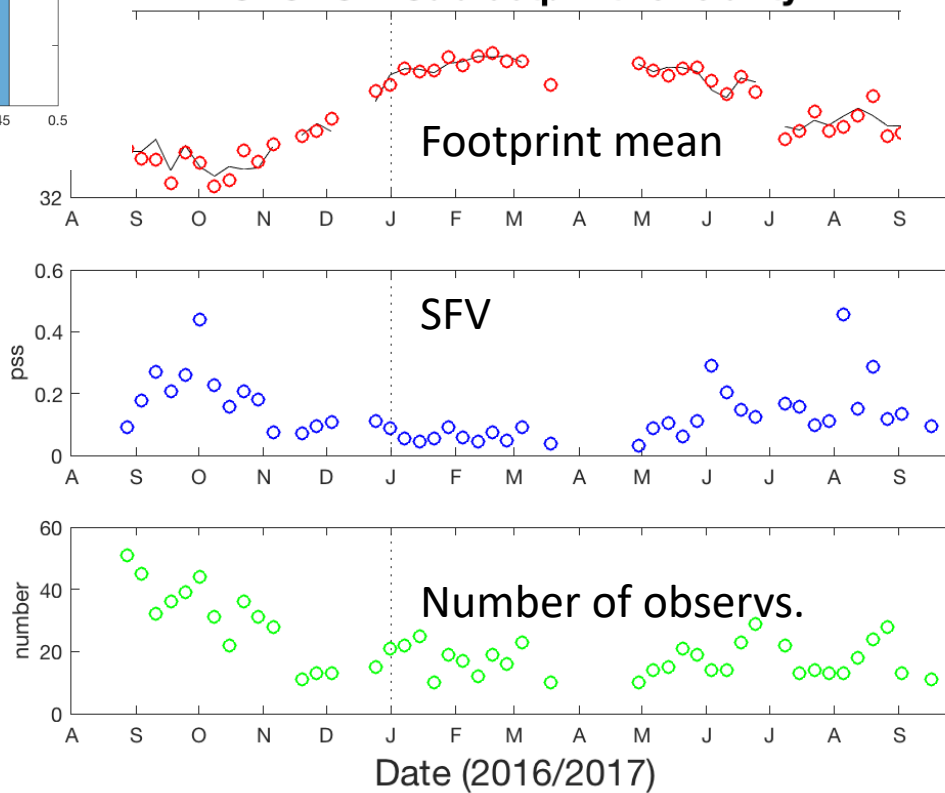 45 0.5
Footprint mean
32
A S O N D J F M A M J J A S
0.6
SFV
0.4
pss
0.2
0
A S O N D J F M A M J J A S
60
40
Number of observs.
number
20
0
A S O N D J F M A M J J A S
Date (2016/2017)